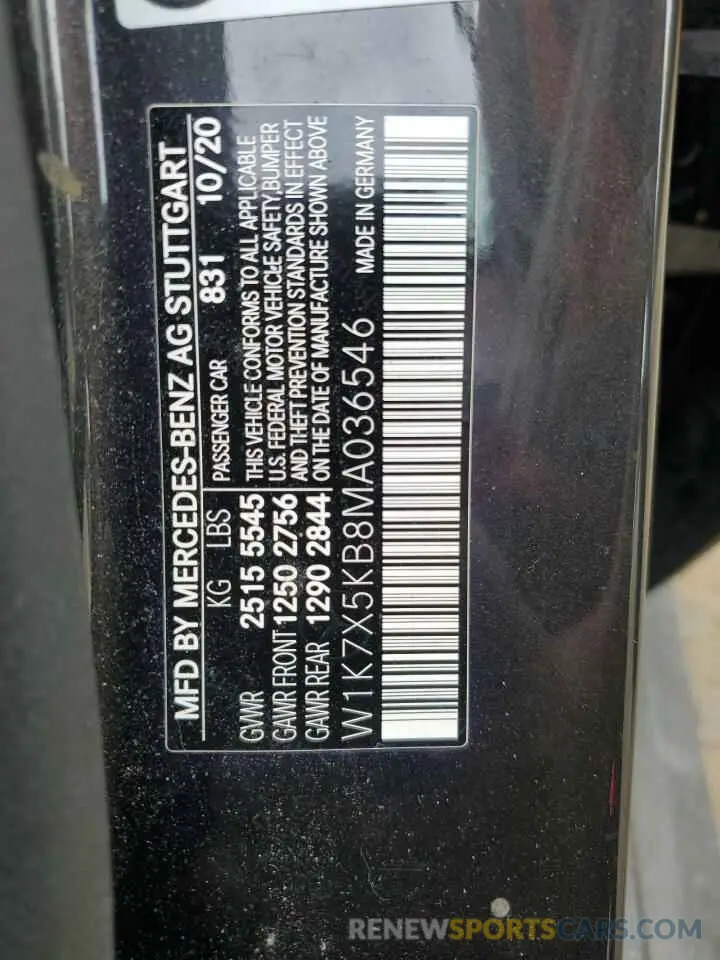 MFD BY MERCEDES-BENZ AG STUTTGART
KG LBS PASSENGER CAR 831 10/20
GVWR 2515 5545 THIS VEHICLE CONFORMS TO ALL APPLICABLE
GAWR FRONT 1250 2756 U.S. FEDERAL MOTOR VEHICLE SAFETY, BUMPER
AND THEFT PREVENTION STANDARDS IN EFFECT
GAWR REAR 1290 2844 ON THE DATE OF MANUFACTURE SHOWN ABOVE
W1K7X5KB8MA036546 MADE IN GERMANY
RENEWSPORTSCARS.COM